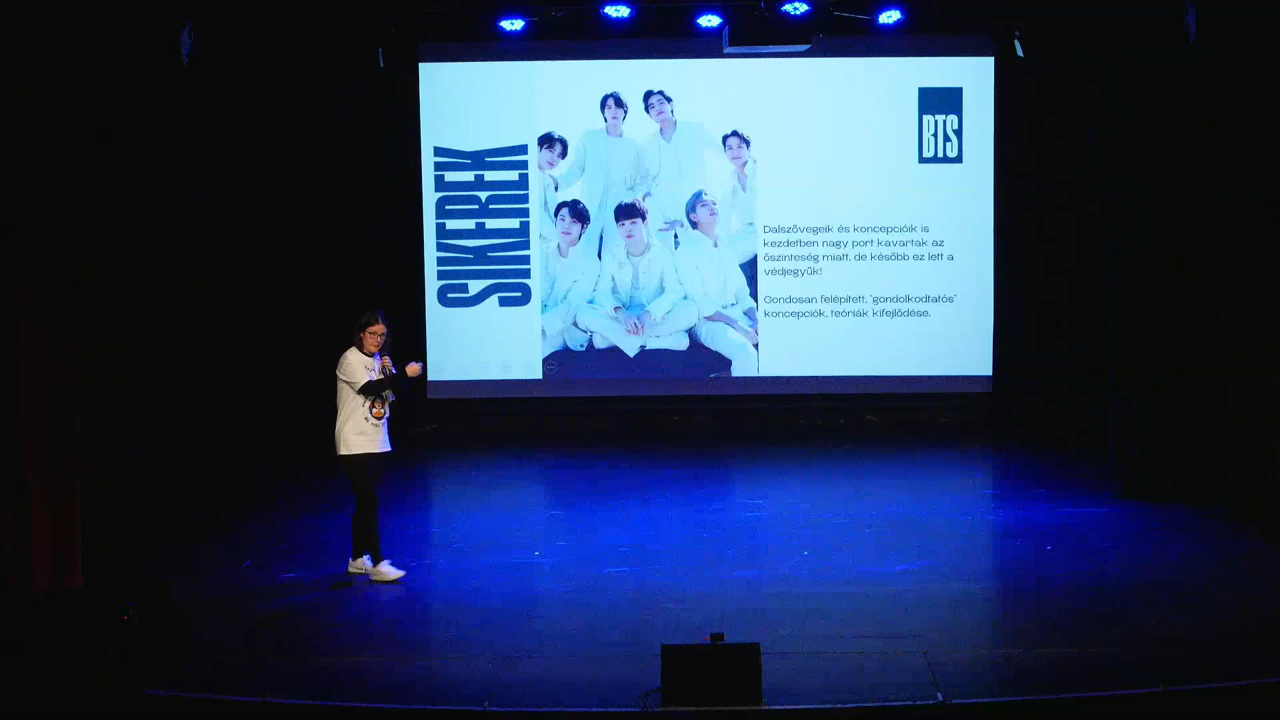 SIKEREK
BTS
Dalszövegeik és koncepcióik is
kezdetben nagy port kavartak az
őszinteség miatt, de később ez lett a
védjegyük!
Gondosan felépített, "gondolkodtatós"
koncepciók, teóriák kifejlődése.